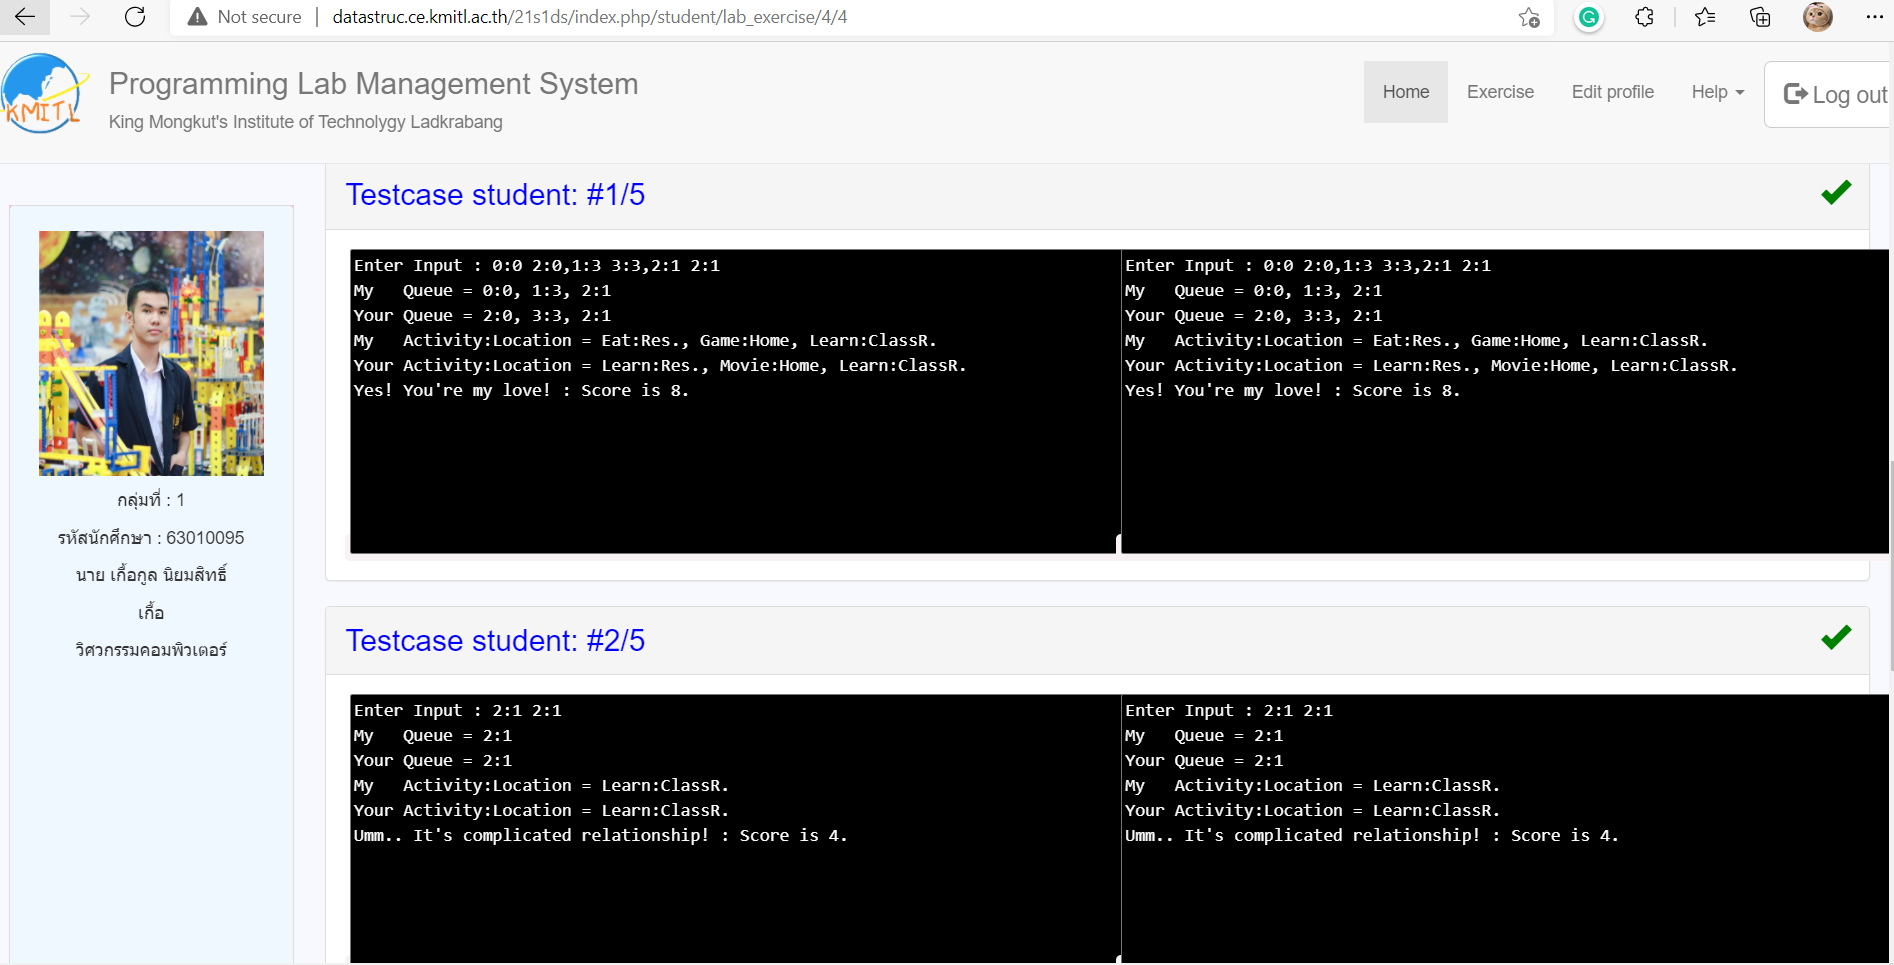 Not secure | datastruc.ce.kmitl.ac.th/21s1ds/index.php/student/lab_exercise/4/4
KMITL
Programming Lab Management System
King Mongkut's Institute of Technolygy Ladkrabang
Home
Exercise
Edit profile
Help
Log out
กลุ่มที่ : 1
รหัสนักศึกษา : 63010095
นาย เกื้อกูล นิยมสิทธิ์
เกื้อ
วิศวกรรมคอมพิวเตอร์
Testcase student: #1/5
Enter Input : 0:0 2:0,1:3 3:3,2:1 2:1
My   Queue = 0:0, 1:3, 2:1
Your Queue = 2:0, 3:3, 2:1
My   Activity:Location = Eat:Res., Game:Home, Learn:ClassR.
Your Activity:Location = Learn:Res., Movie:Home, Learn:ClassR.
Yes! You're my love! : Score is 8.
Enter Input : 0:0 2:0,1:3 3:3,2:1 2:1
My   Queue = 0:0, 1:3, 2:1
Your Queue = 2:0, 3:3, 2:1
My   Activity:Location = Eat:Res., Game:Home, Learn:ClassR.
Your Activity:Location = Learn:Res., Movie:Home, Learn:ClassR.
Yes! You're my love! : Score is 8.
Testcase student: #2/5
Enter Input : 2:1 2:1
My   Queue = 2:1
Your Queue = 2:1
My   Activity:Location = Learn:ClassR.
Your Activity:Location = Learn:ClassR.
Umm.. It's complicated relationship! : Score is 4.
Enter Input : 2:1 2:1
My   Queue = 2:1
Your Queue = 2:1
My   Activity:Location = Learn:ClassR.
Your Activity:Location = Learn:ClassR.
Umm.. It's complicated relationship! : Score is 4.